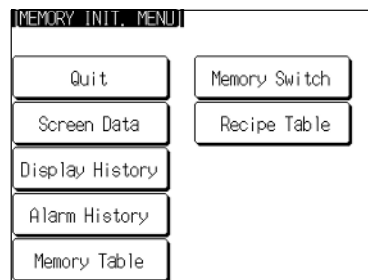 [MEMORY INIT. MENU]
Quit
Memory Switch
Screen Data
Recipe Table
Display History
Alarm History
Memory Table